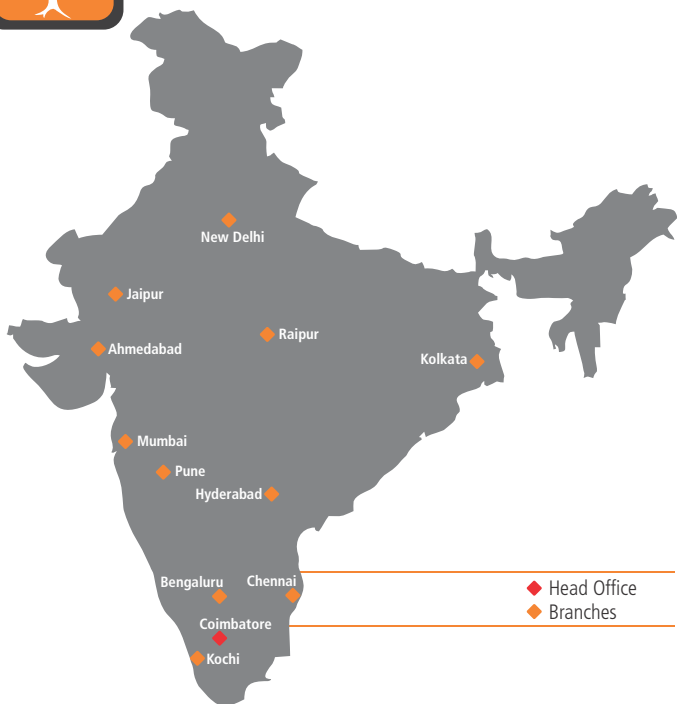 New Delhi
Jaipur
Raipur
Ahmedabad
Kolkata
Mumbai
Pune
Hyderabad
Bengaluru
Chennai
Head Office
Branches
Coimbatore
Kochi